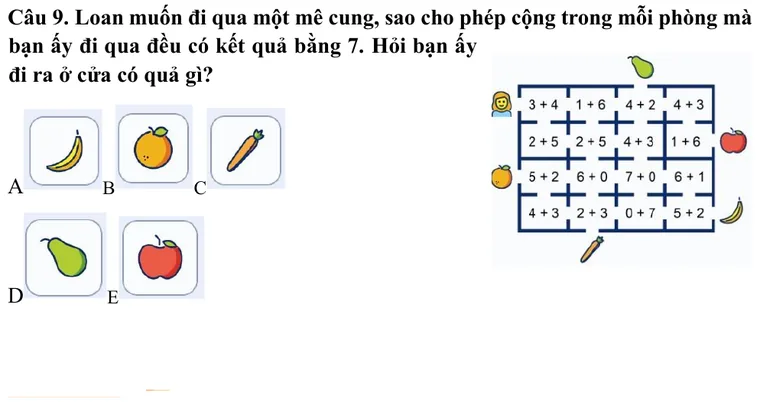 Câu 9. Loan muốn đi qua một mê cung, sao cho phép cộng trong mỗi phòng mà
bạn ấy đi qua đều có kết quả bằng 7. Hỏi bạn ấy
đi ra ở cửa có quả gì?
3 + 4 1 + 6 4 + 2 4 + 3
2 + 5 2 + 5 4 + 3 1 + 6
5 + 2 6 + 0 7 + 0 6 + 1
4 + 3 2 + 3 0 + 7 5 + 2
A B C
D E